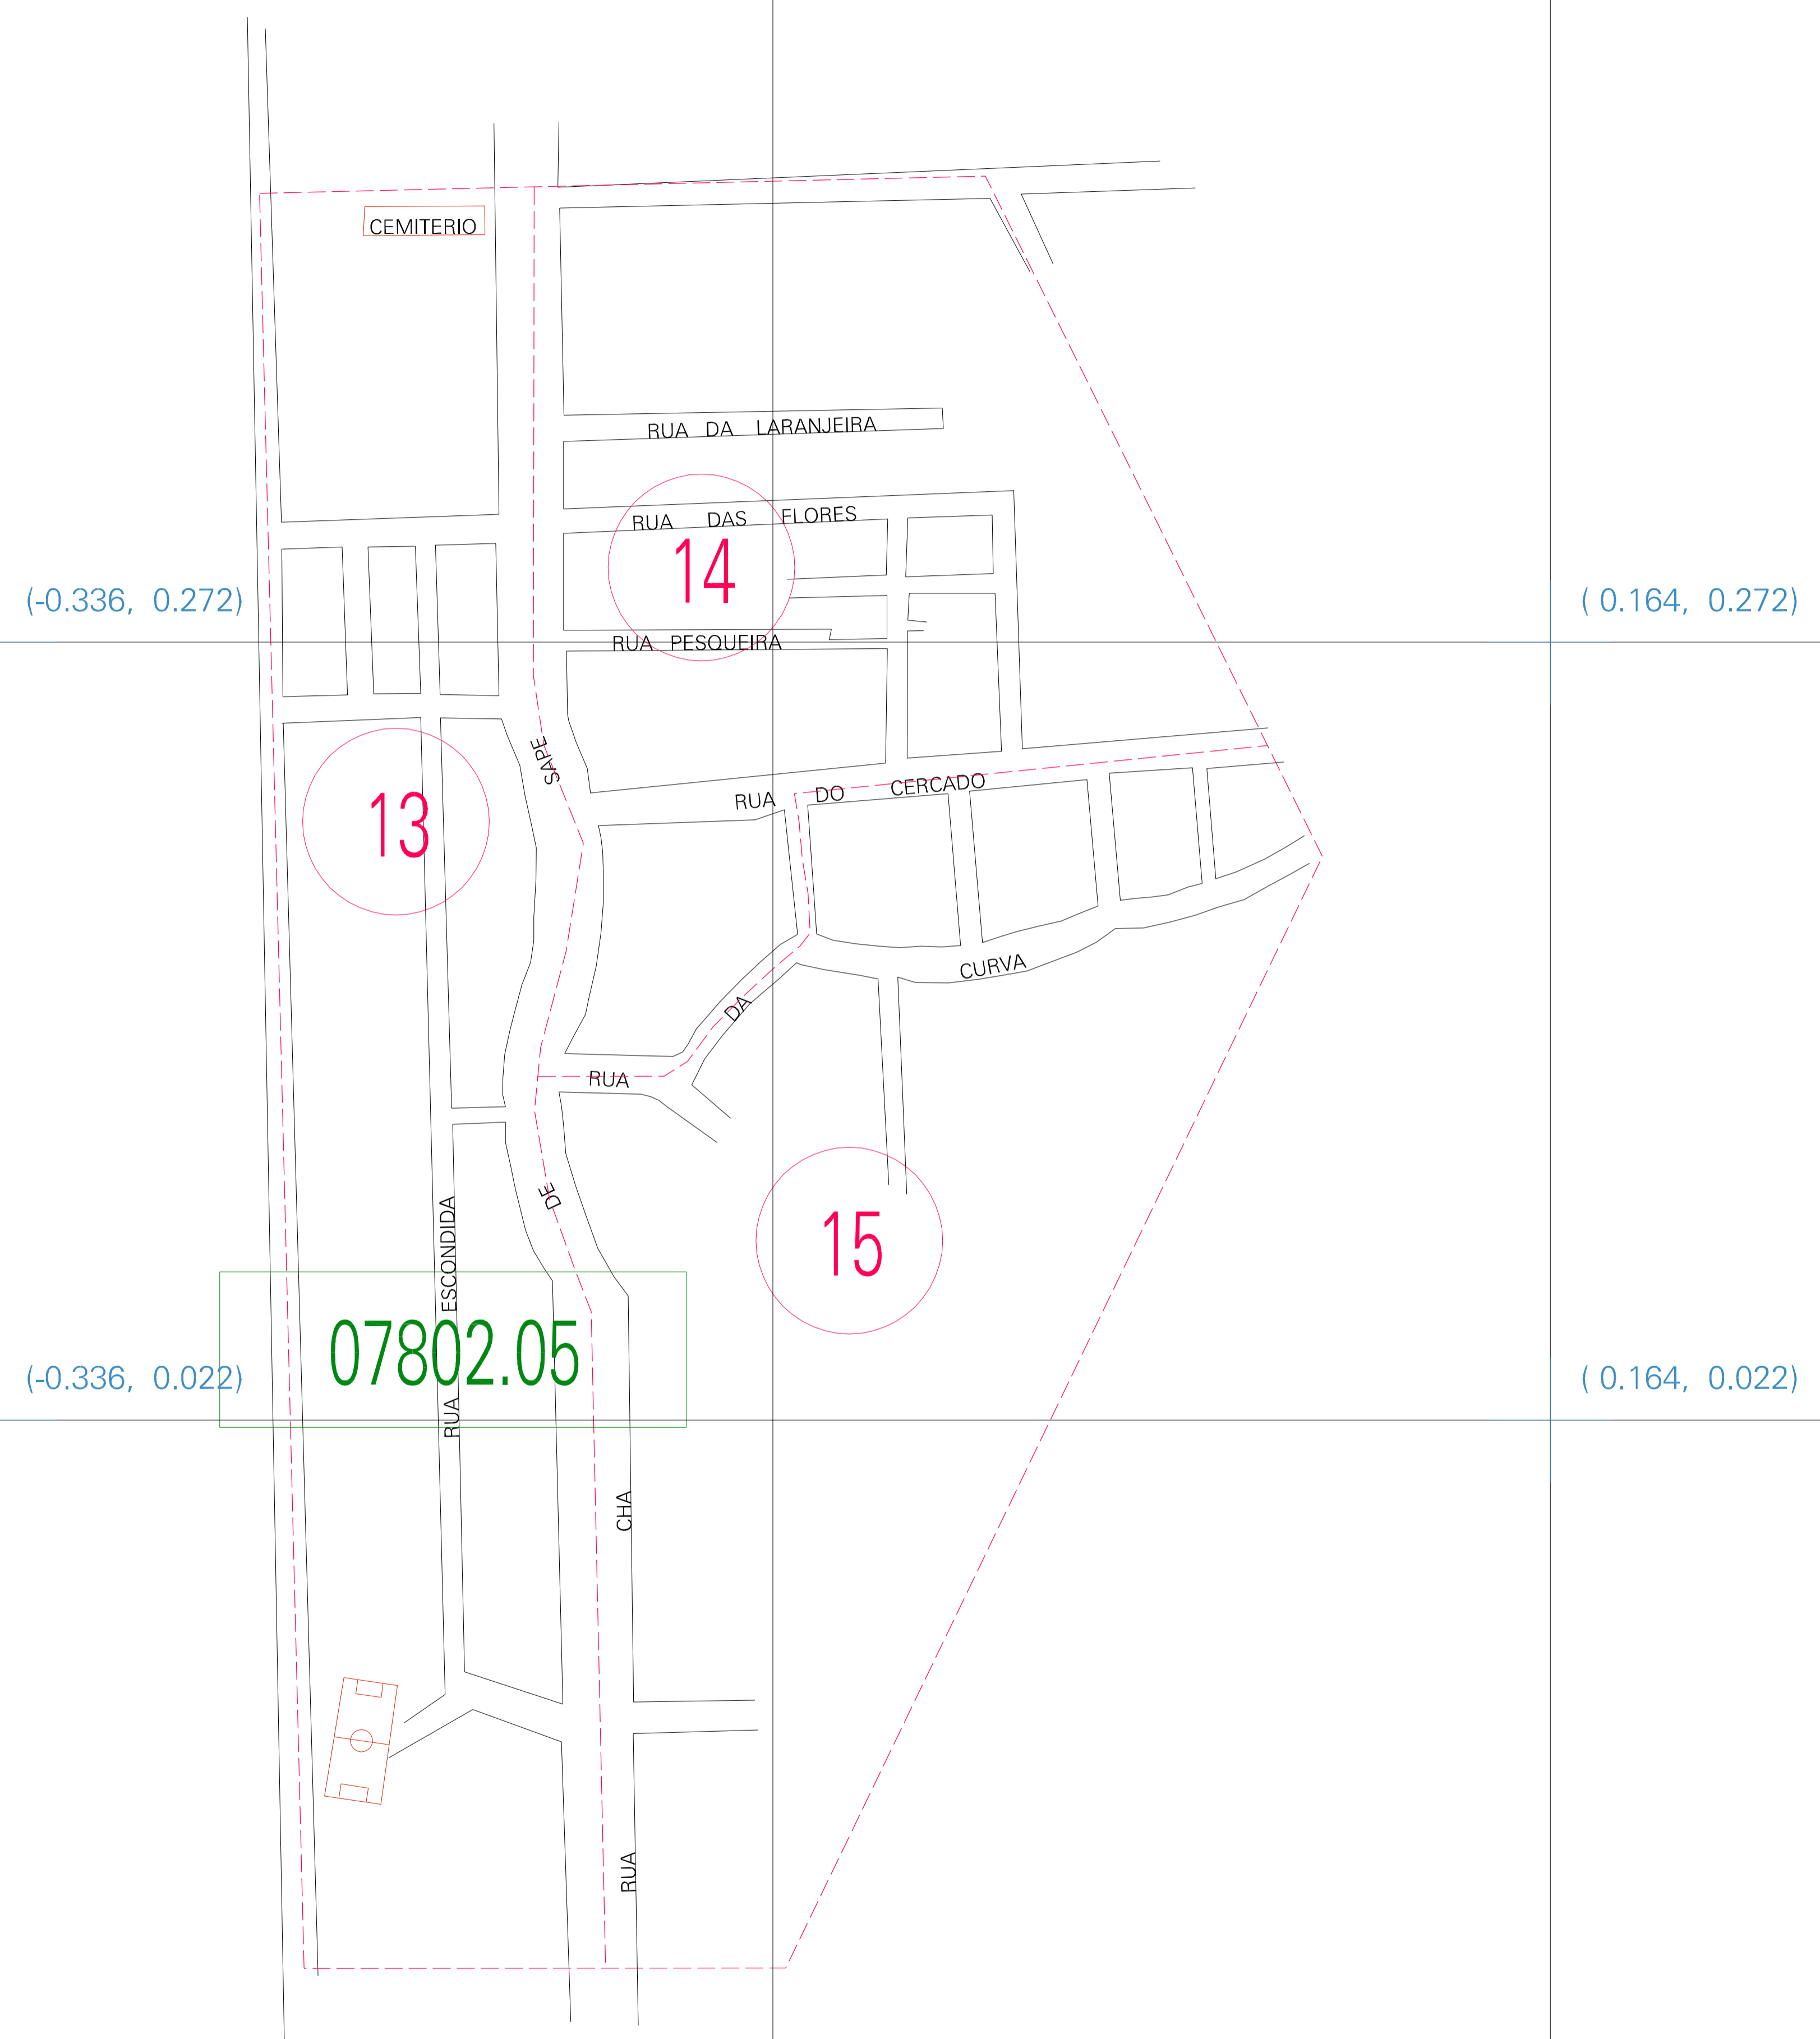 CEMITERIO
RUA DA LARANJEIRA
RUA DAS FLORES
14
(-0.336, 0.272)
( 0.164, 0.272)
RUA PESQUEIRA
SAPE
RUA DO CERCADO
13
CURVA
DA
RUA
DE
15
RUA ESCONDIDA
07802.05
(-0.336, 0.022)
( 0.164, 0.022)
CHA
RUA